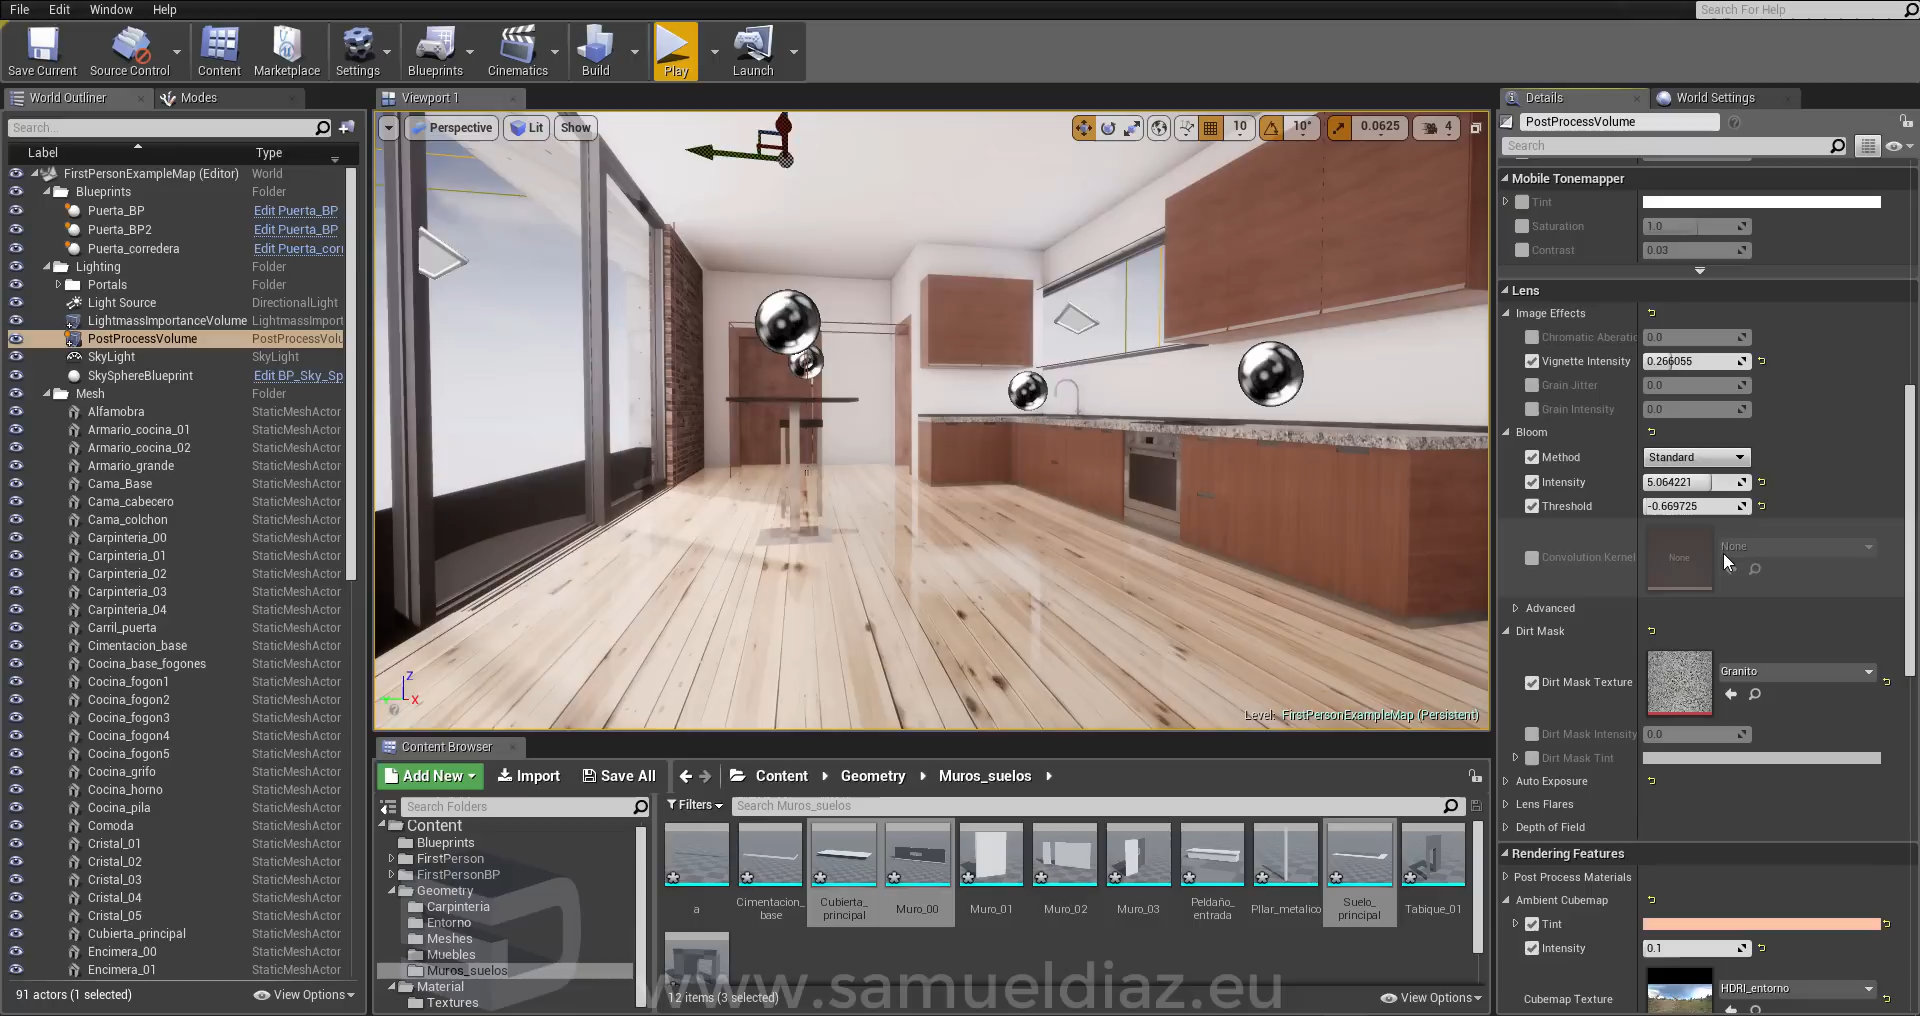 File Edit Window Help
Search For Help
Save Current Source Control Content Marketplace Settings Blueprints Cinematics Build Play Launch
World Outliner Modes
Search...
Label Type
FirstPersonExampleMap (Editor) World
Blueprints Folder
Puerta_BP Edit Puerta_BP
Puerta_BP2 Edit Puerta_BP
Puerta_corredera Edit Puerta_corr
Lighting Folder
Portals Folder
Light Source DirectionalLight
LightmassImportanceVolume LightmassImport
PostProcessVolume PostProcessVolu
SkyLight SkyLight
SkySphereBlueprint Edit BP_Sky_Sp
Mesh Folder
Alfamobra StaticMeshActor
Armario_cocina_01 StaticMeshActor
Armario_cocina_02 StaticMeshActor
Armario_grande StaticMeshActor
Cama_Base StaticMeshActor
Cama_cabecero StaticMeshActor
Cama_colchon StaticMeshActor
Carpinteria_00 StaticMeshActor
Carpinteria_01 StaticMeshActor
Carpinteria_02 StaticMeshActor
Carpinteria_03 StaticMeshActor
Carpinteria_04 StaticMeshActor
Carril_puerta StaticMeshActor
Cimentacion_base StaticMeshActor
Cocina_base_fogones StaticMeshActor
Cocina_fogon1 StaticMeshActor
Cocina_fogon2 StaticMeshActor
Cocina_fogon3 StaticMeshActor
Cocina_fogon4 StaticMeshActor
Cocina_fogon5 StaticMeshActor
Cocina_grifo StaticMeshActor
Cocina_horno StaticMeshActor
Cocina_pila StaticMeshActor
Comoda StaticMeshActor
Cristal_01 StaticMeshActor
Cristal_02 StaticMeshActor
Cristal_03 StaticMeshActor
Cristal_04 StaticMeshActor
Cristal_05 StaticMeshActor
Cubierta_principal StaticMeshActor
Encimera_00 StaticMeshActor
Encimera_01 StaticMeshActor
91 actors (1 selected) View Options
Viewport 1
Perspective Lit Show 10 10° 0.0625 4
Z
X
Level: FirstPersonExampleMap (Persistent)
Content Browser
Add New Import Save All Content Geometry Muros_suelos
Search Folders Filters Search Muros_suelos
Content
Blueprints
FirstPerson
FirstPersonBP
Geometry
Carpinteria
Entorno
Meshes
Muebles
Muros_suelos
Material
Textures
a
Cimentacion_
base
Cubierta_
principal
Muro_00
Muro_01
Muro_02
Muro_03
Peldaño_
entrada
Pilar_metalico
Suelo_
principal
Tabique_01
12 items (3 selected) View Options
www.samueldiaz.eu
Details World Settings
PostProcessVolume
Search
Mobile Tonemapper
Tint
Saturation 1.0
Contrast 0.03
Lens
Image Effects
Chromatic Aberatio 0.0
Vignette Intensity 0.266055
Grain Jitter 0.0
Grain Intensity 0.0
Bloom
Method Standard
Intensity 5.064221
Threshold -0.669725
Convolution Kernel None None
Advanced
Dirt Mask
Dirt Mask Texture Granito
Dirt Mask Intensity 0.0
Dirt Mask Tint
Auto Exposure
Lens Flares
Depth of Field
Rendering Features
Post Process Materials
Ambient Cubemap
Tint
Intensity 0.1
Cubemap Texture HDRI_entorno